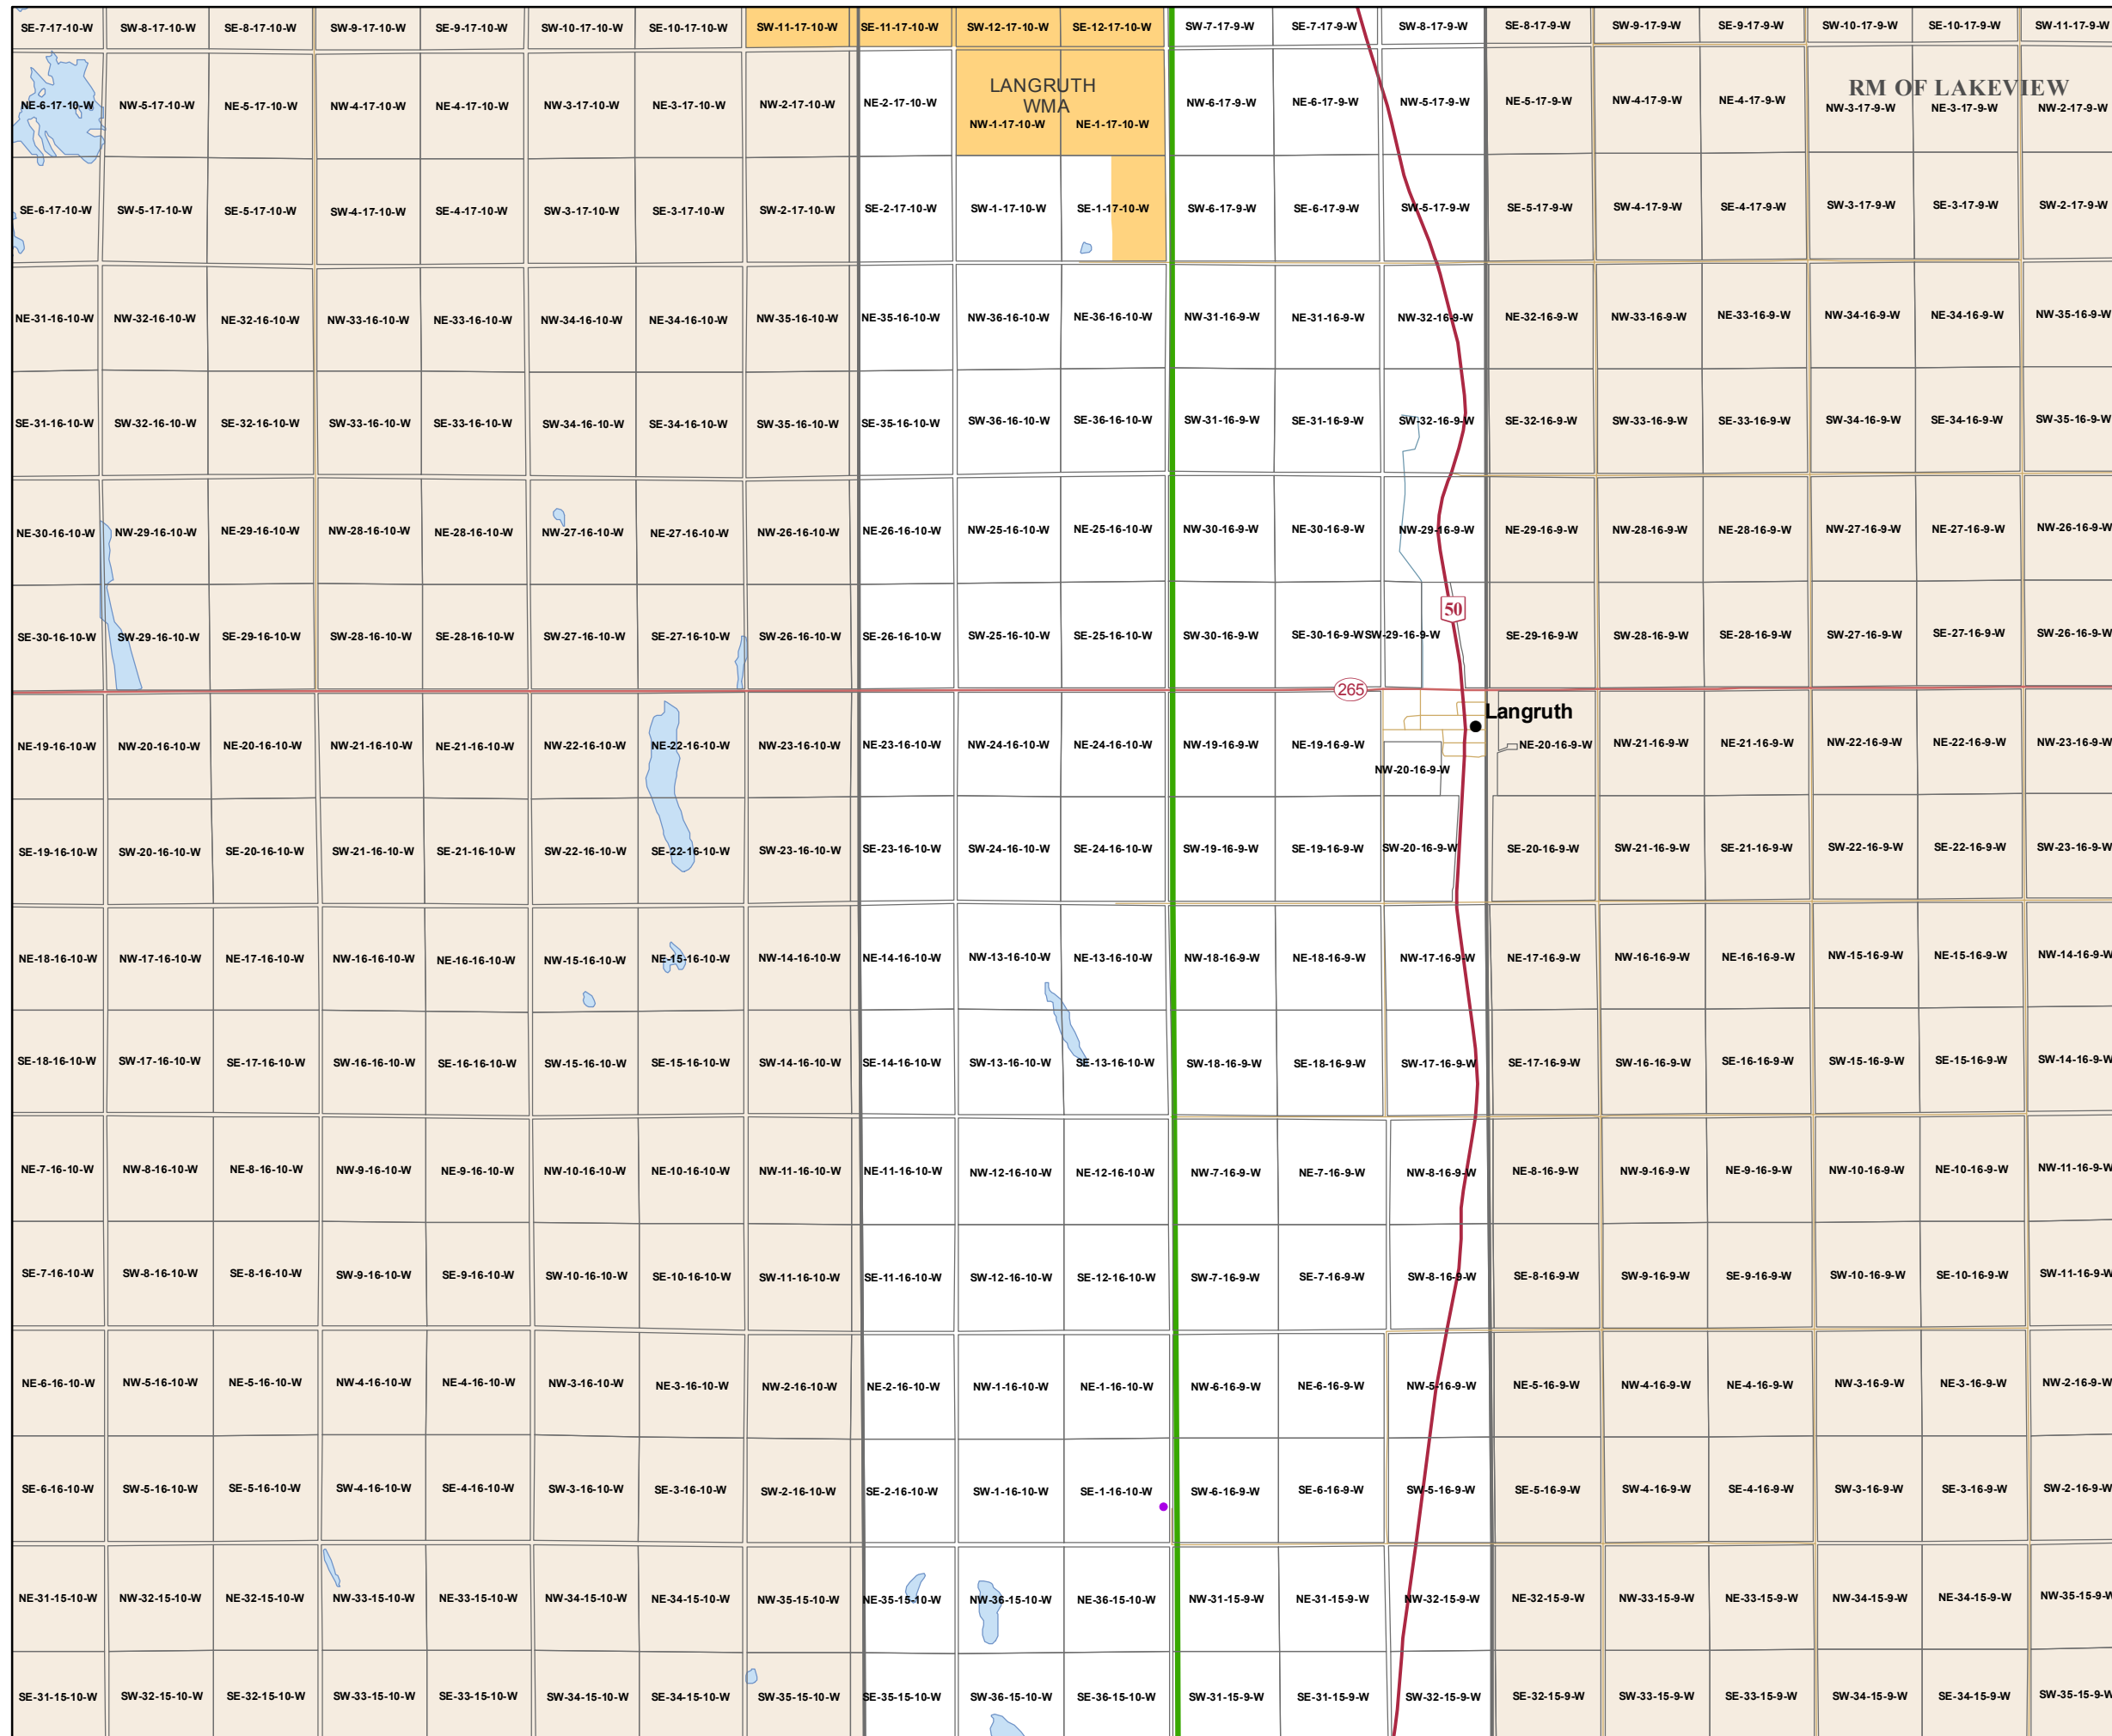 SE-7-17-10-W SW-8-17-10-W SE-8-17-10-W SW-9-17-10-W SE-9-17-10-W SW-10-17-10-W SE-10-17-10-W SW-11-17-10-W SE-11-17-10-W SW-12-17-10-W SE-12-17-10-W SW-7-17-9-W SE-7-17-9-W SW-8-17-9-W SE-8-17-9-W SW-9-17-9-W SE-9-17-9-W SW-10-17-9-W SE-10-17-9-W SW-11-17-9-W
LANGRUTH
WMA
RM OF LAKEVIEW
NE-6-17-10-W NW-5-17-10-W NE-5-17-10-W NW-4-17-10-W NE-4-17-10-W NW-3-17-10-W NE-3-17-10-W NW-2-17-10-W NE-2-17-10-W NW-1-17-10-W NE-1-17-10-W NW-6-17-9-W NE-6-17-9-W NW-5-17-9-W NE-5-17-9-W NW-4-17-9-W NE-4-17-9-W NW-3-17-9-W NE-3-17-9-W NW-2-17-9-W
SE-6-17-10-W SW-5-17-10-W SE-5-17-10-W SW-4-17-10-W SE-4-17-10-W SW-3-17-10-W SE-3-17-10-W SW-2-17-10-W SE-2-17-10-W SW-1-17-10-W SE-1-17-10-W SW-6-17-9-W SE-6-17-9-W SW-5-17-9-W SE-5-17-9-W SW-4-17-9-W SE-4-17-9-W SW-3-17-9-W SE-3-17-9-W SW-2-17-9-W
NE-31-16-10-W NW-32-16-10-W NE-32-16-10-W NW-33-16-10-W NE-33-16-10-W NW-34-16-10-W NE-34-16-10-W NW-35-16-10-W NE-35-16-10-W NW-36-16-10-W NE-36-16-10-W NW-31-16-9-W NE-31-16-9-W NW-32-16-9-W NE-32-16-9-W NW-33-16-9-W NE-33-16-9-W NW-34-16-9-W NE-34-16-9-W NW-35-16-9-W
SE-31-16-10-W SW-32-16-10-W SE-32-16-10-W SW-33-16-10-W SE-33-16-10-W SW-34-16-10-W SE-34-16-10-W SW-35-16-10-W SE-35-16-10-W SW-36-16-10-W SE-36-16-10-W SW-31-16-9-W SE-31-16-9-W SW-32-16-9-W SE-32-16-9-W SW-33-16-9-W SE-33-16-9-W SW-34-16-9-W SE-34-16-9-W SW-35-16-9-W
NE-30-16-10-W NW-29-16-10-W NE-29-16-10-W NW-28-16-10-W NE-28-16-10-W NW-27-16-10-W NE-27-16-10-W NW-26-16-10-W NE-26-16-10-W NW-25-16-10-W NE-25-16-10-W NW-30-16-9-W NE-30-16-9-W NW-29-16-9-W NE-29-16-9-W NW-28-16-9-W NE-28-16-9-W NW-27-16-9-W NE-27-16-9-W NW-26-16-9-W
50
SE-30-16-10-W SW-29-16-10-W SE-29-16-10-W SW-28-16-10-W SE-28-16-10-W SW-27-16-10-W SE-27-16-10-W SW-26-16-10-W SE-26-16-10-W SW-25-16-10-W SE-25-16-10-W SW-30-16-9-W SE-30-16-9-W SW-29-16-9-W SE-29-16-9-W SW-28-16-9-W SE-28-16-9-W SW-27-16-9-W SE-27-16-9-W SW-26-16-9-W
265
Langruth
NE-19-16-10-W NW-20-16-10-W NE-20-16-10-W NW-21-16-10-W NE-21-16-10-W NW-22-16-10-W NE-22-16-10-W NW-23-16-10-W NE-23-16-10-W NW-24-16-10-W NE-24-16-10-W NW-19-16-9-W NE-19-16-9-W NW-20-16-9-W NE-20-16-9-W NW-21-16-9-W NE-21-16-9-W NW-22-16-9-W NE-22-16-9-W NW-23-16-9-W
SE-19-16-10-W SW-20-16-10-W SE-20-16-10-W SW-21-16-10-W SE-21-16-10-W SW-22-16-10-W SE-22-16-10-W SW-23-16-10-W SE-23-16-10-W SW-24-16-10-W SE-24-16-10-W SW-19-16-9-W SE-19-16-9-W SW-20-16-9-W SE-20-16-9-W SW-21-16-9-W SE-21-16-9-W SW-22-16-9-W SE-22-16-9-W SW-23-16-9-W
NE-18-16-10-W NW-17-16-10-W NE-17-16-10-W NW-16-16-10-W NE-16-16-10-W NW-15-16-10-W NE-15-16-10-W NW-14-16-10-W NE-14-16-10-W NW-13-16-10-W NE-13-16-10-W NW-18-16-9-W NE-18-16-9-W NW-17-16-9-W NE-17-16-9-W NW-16-16-9-W NE-16-16-9-W NW-15-16-9-W NE-15-16-9-W NW-14-16-9-W
SE-18-16-10-W SW-17-16-10-W SE-17-16-10-W SW-16-16-10-W SE-16-16-10-W SW-15-16-10-W SE-15-16-10-W SW-14-16-10-W SE-14-16-10-W SW-13-16-10-W SE-13-16-10-W SW-18-16-9-W SE-18-16-9-W SW-17-16-9-W SE-17-16-9-W SW-16-16-9-W SE-16-16-9-W SW-15-16-9-W SE-15-16-9-W SW-14-16-9-W
NE-7-16-10-W NW-8-16-10-W NE-8-16-10-W NW-9-16-10-W NE-9-16-10-W NW-10-16-10-W NE-10-16-10-W NW-11-16-10-W NE-11-16-10-W NW-12-16-10-W NE-12-16-10-W NW-7-16-9-W NE-7-16-9-W NW-8-16-9-W NE-8-16-9-W NW-9-16-9-W NE-9-16-9-W NW-10-16-9-W NE-10-16-9-W NW-11-16-9-W
SE-7-16-10-W SW-8-16-10-W SE-8-16-10-W SW-9-16-10-W SE-9-16-10-W SW-10-16-10-W SE-10-16-10-W SW-11-16-10-W SE-11-16-10-W SW-12-16-10-W SE-12-16-10-W SW-7-16-9-W SE-7-16-9-W SW-8-16-9-W SE-8-16-9-W SW-9-16-9-W SE-9-16-9-W SW-10-16-9-W SE-10-16-9-W SW-11-16-9-W
NE-6-16-10-W NW-5-16-10-W NE-5-16-10-W NW-4-16-10-W NE-4-16-10-W NW-3-16-10-W NE-3-16-10-W NW-2-16-10-W NE-2-16-10-W NW-1-16-10-W NE-1-16-10-W NW-6-16-9-W NE-6-16-9-W NW-5-16-9-W NE-5-16-9-W NW-4-16-9-W NE-4-16-9-W NW-3-16-9-W NE-3-16-9-W NW-2-16-9-W
SE-6-16-10-W SW-5-16-10-W SE-5-16-10-W SW-4-16-10-W SE-4-16-10-W SW-3-16-10-W SE-3-16-10-W SW-2-16-10-W SE-2-16-10-W SW-1-16-10-W SE-1-16-10-W SW-6-16-9-W SE-6-16-9-W SW-5-16-9-W SE-5-16-9-W SW-4-16-9-W SE-4-16-9-W SW-3-16-9-W SE-3-16-9-W SW-2-16-9-W
NE-31-15-10-W NW-32-15-10-W NE-32-15-10-W NW-33-15-10-W NE-33-15-10-W NW-34-15-10-W NE-34-15-10-W NW-35-15-10-W NE-35-15-10-W NW-36-15-10-W NE-36-15-10-W NW-31-15-9-W NE-31-15-9-W NW-32-15-9-W NE-32-15-9-W NW-33-15-9-W NE-33-15-9-W NW-34-15-9-W NE-34-15-9-W NW-35-15-9-W
SE-31-15-10-W SW-32-15-10-W SE-32-15-10-W SW-33-15-10-W SE-33-15-10-W SW-34-15-10-W SE-34-15-10-W SW-35-15-10-W SE-35-15-10-W SW-36-15-10-W SE-36-15-10-W SW-31-15-9-W SE-31-15-9-W SW-32-15-9-W SE-32-15-9-W SW-33-15-9-W SE-33-15-9-W SW-34-15-9-W SE-34-15-9-W SW-35-15-9-W